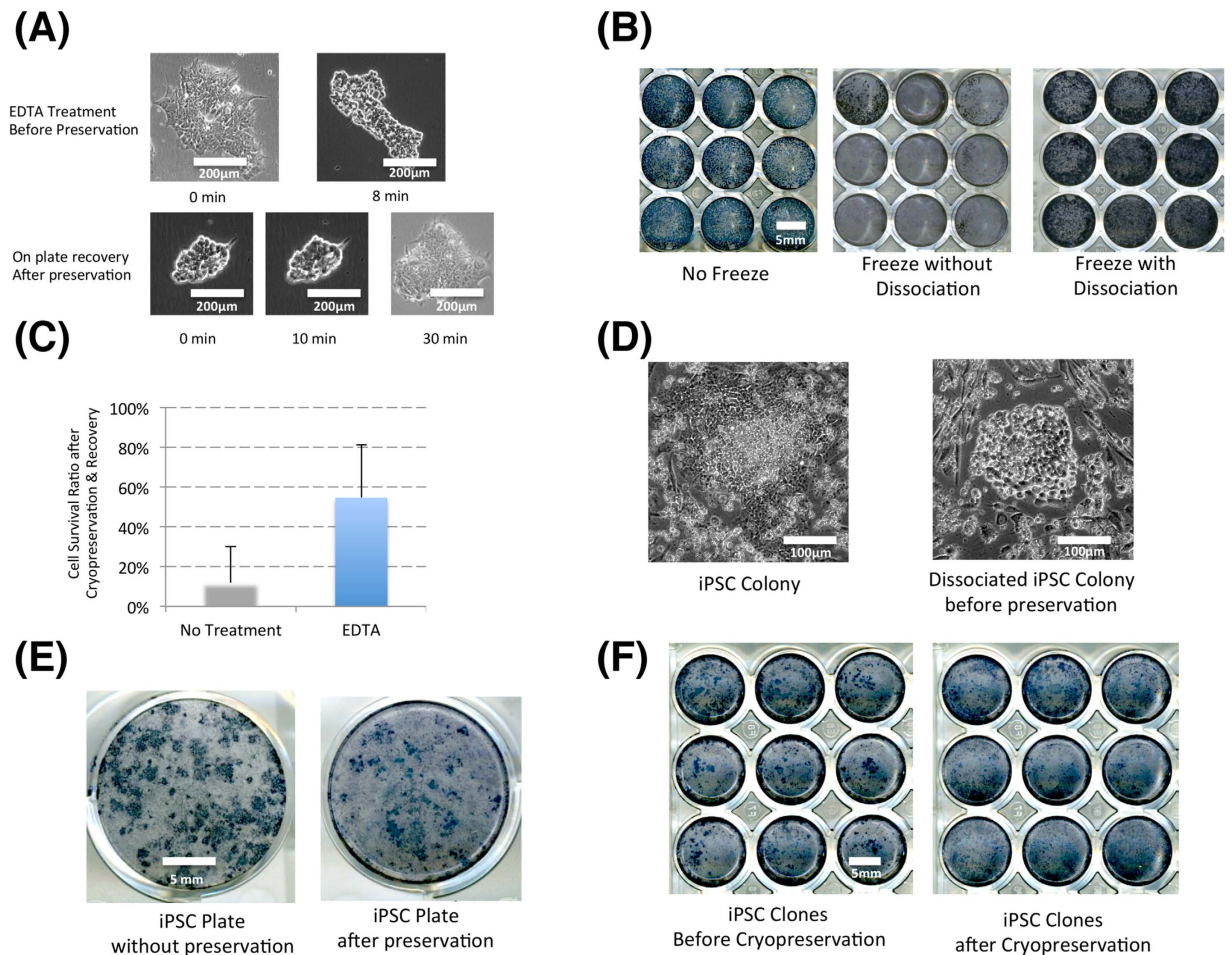 (A)
EDTA Treatment
Before Preservation
200μm
200μm
0 min
8 min
On plate recovery
After preservation
200μm
200μm
200μm
0 min
10 min
30 min
(B)
5mm
No Freeze
Freeze without
Dissociation
Freeze with
Dissociation
(C)
Cell Survival Ratio after
Cyopreservation & Recovery
100%
80%
60%
40%
20%
0%
No Treatment
EDTA
(D)
100μm
100μm
iPSC Colony
Dissociated iPSC Colony
before preservation
(E)
5 mm
iPSC Plate
without preservation
iPSC Plate
after preservation
(F)
5mm
iPSC Clones
Before Cryopreservation
iPSC Clones
after Cryopreservation